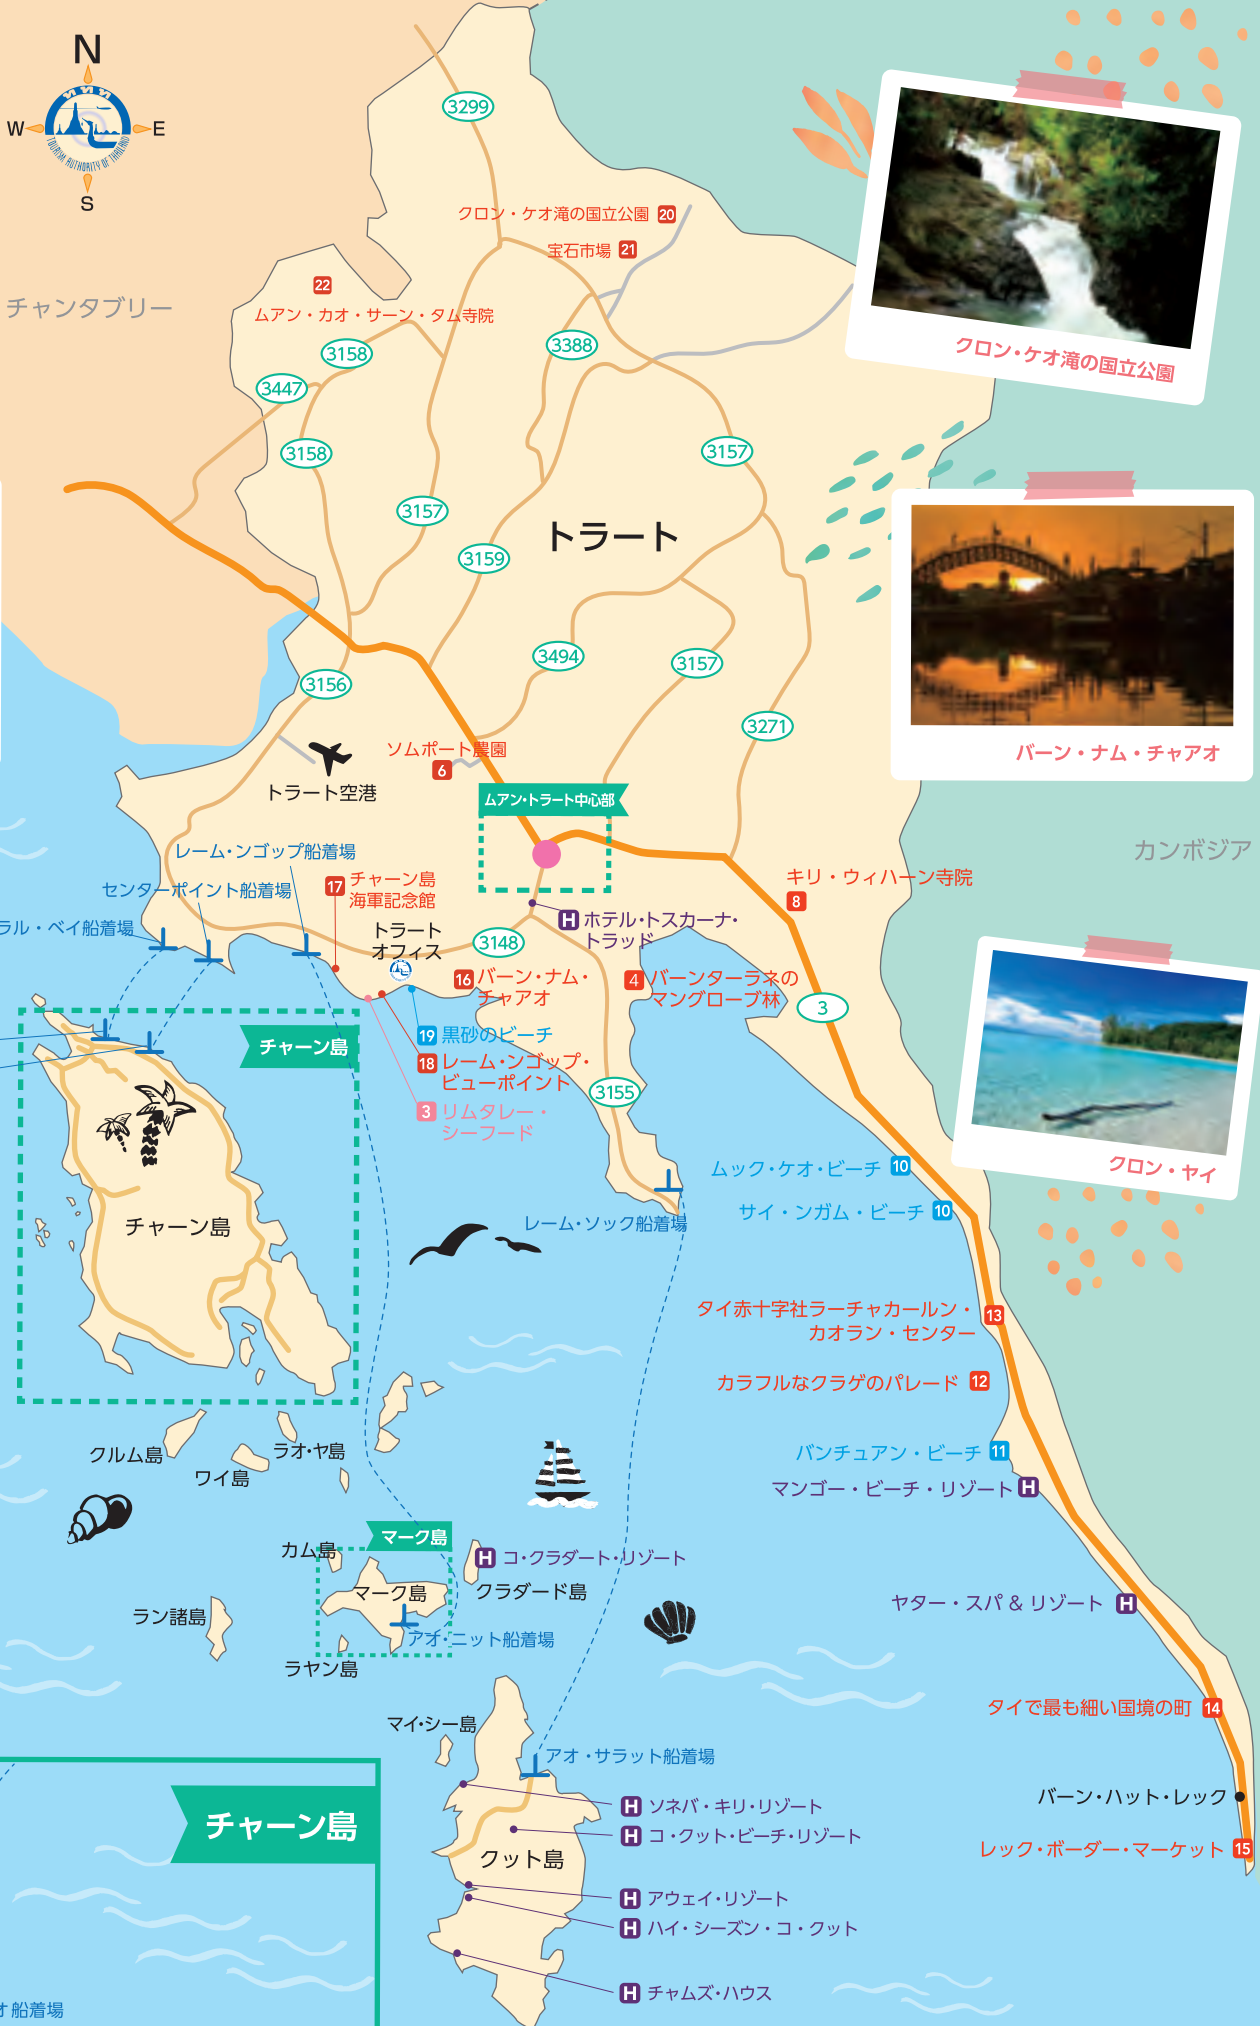 N
W
E
S
TOURISM AUTHORITY OF THAILAND
ททท
3299
クロン・ケオ滝の国立公園 20
宝石市場 21
22
ムアン・カオ・サーン・タム寺院
チャンタブリー
3158
3388
3447
3158
3157
3157
3159
トラート
クロン・ケオ滝の国立公園
3494
3157
3156
3271
バーン・ナム・チャアオ
ソムポート農園
6
トラート空港
ムアン・トラート中心部
カンボジア
レーム・ンゴップ船着場
センターポイント船着場
ラル・ベイ船着場
17 チャーン島
海軍記念館
トラート
オフィス
キリ・ウィハーン寺院
8
H ホテル・トスカーナ・
トラッド
3148
16 バーン・ナム・
チャアオ
4 バーンターラネの
マングローブ林
3
19 黒砂のビーチ
18 レーム・ンゴップ・
ビューポイント
3 リムタレー・
シーフード
チャーン島
3155
クロン・ヤイ
ムック・ケオ・ビーチ 10
サイ・ンガム・ビーチ 10
レーム・ソック船着場
チャーン島
タイ赤十字社ラーチャカールン・
カオラン・センター
13
カラフルなクラゲのパレード 12
バンチュアン・ビーチ 11
マンゴー・ビーチ・リゾート H
クルム島
ワイ島
ラオ・ヤ島
カム島
マーク島
マーク島
H コ・クラダート・リゾート
クラダード島
ラン諸島
アオ・ニット船着場
ラヤン島
ヤター・スパ & リゾート H
タイで最も細い国境の町 14
マイ・シー島
アオ・サラット船着場
バーン・ハット・レック
H ソネバ・キリ・リゾート
H コ・クット・ビーチ・リゾート
クット島
レック・ボーダー・マーケット 15
H アウェイ・リゾート
H ハイ・シーズン・コ・クット
H チャムズ・ハウス
チャーン島
オ船着場